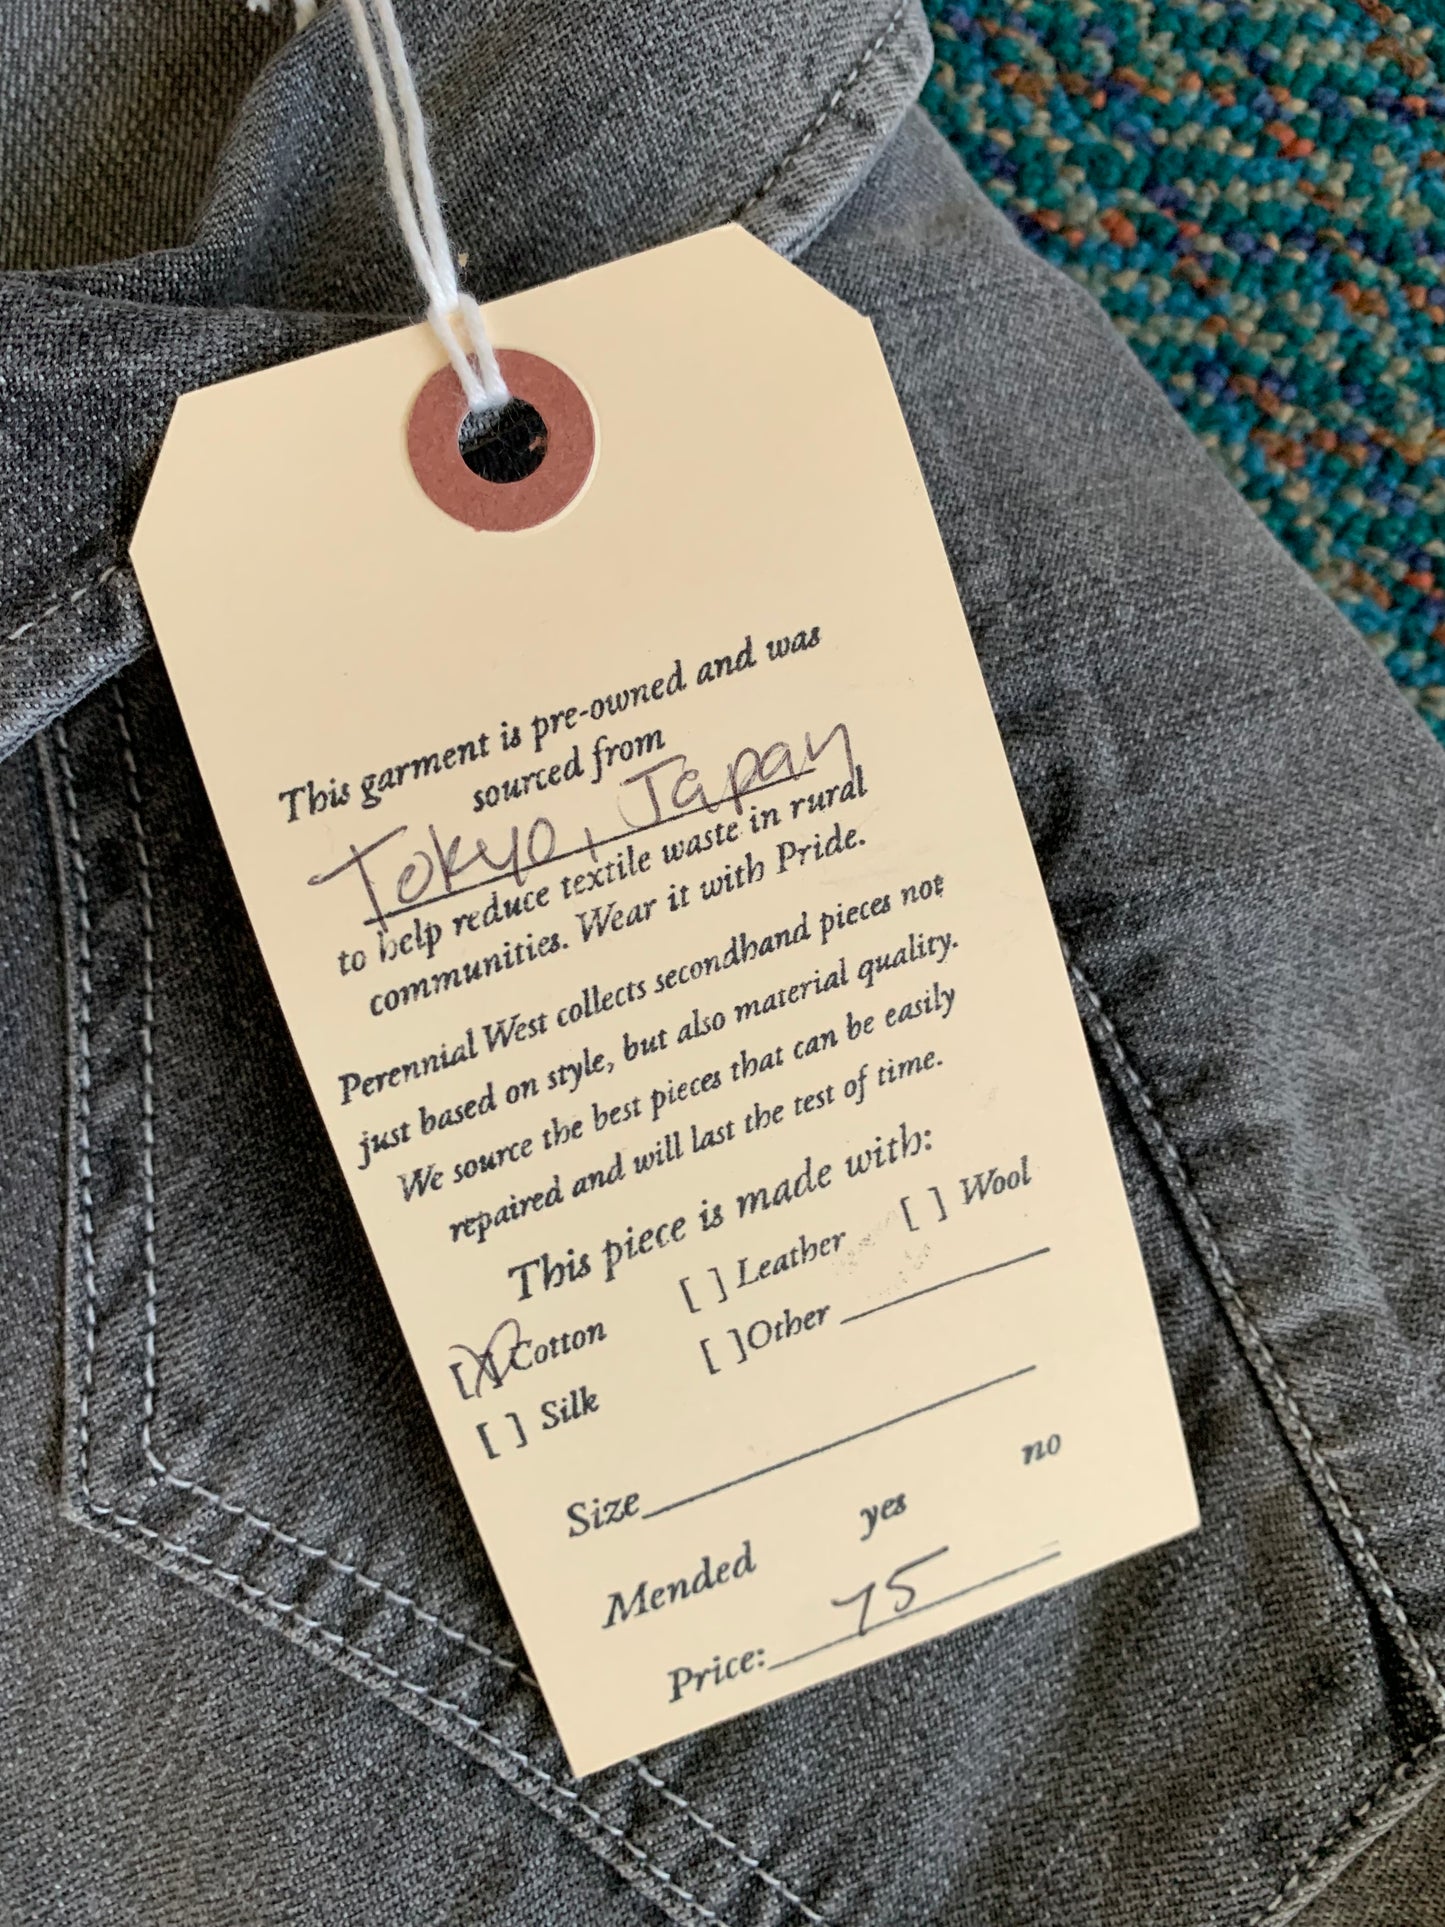 This garment is pre-owned and was
sourced from
Tokyo, Japan
to help reduce textile waste in rural
communities. Wear it with Pride.
Perennial West collects secondhand pieces not
just based on style, but also material quality.
We source the best pieces that can be easily
repaired and will last the test of time.
This piece is made with:
[X] Cotton [ ] Leather [ ] Wool
[ ] Silk [ ] Other ____
Size____
Mended yes no
Price: 75